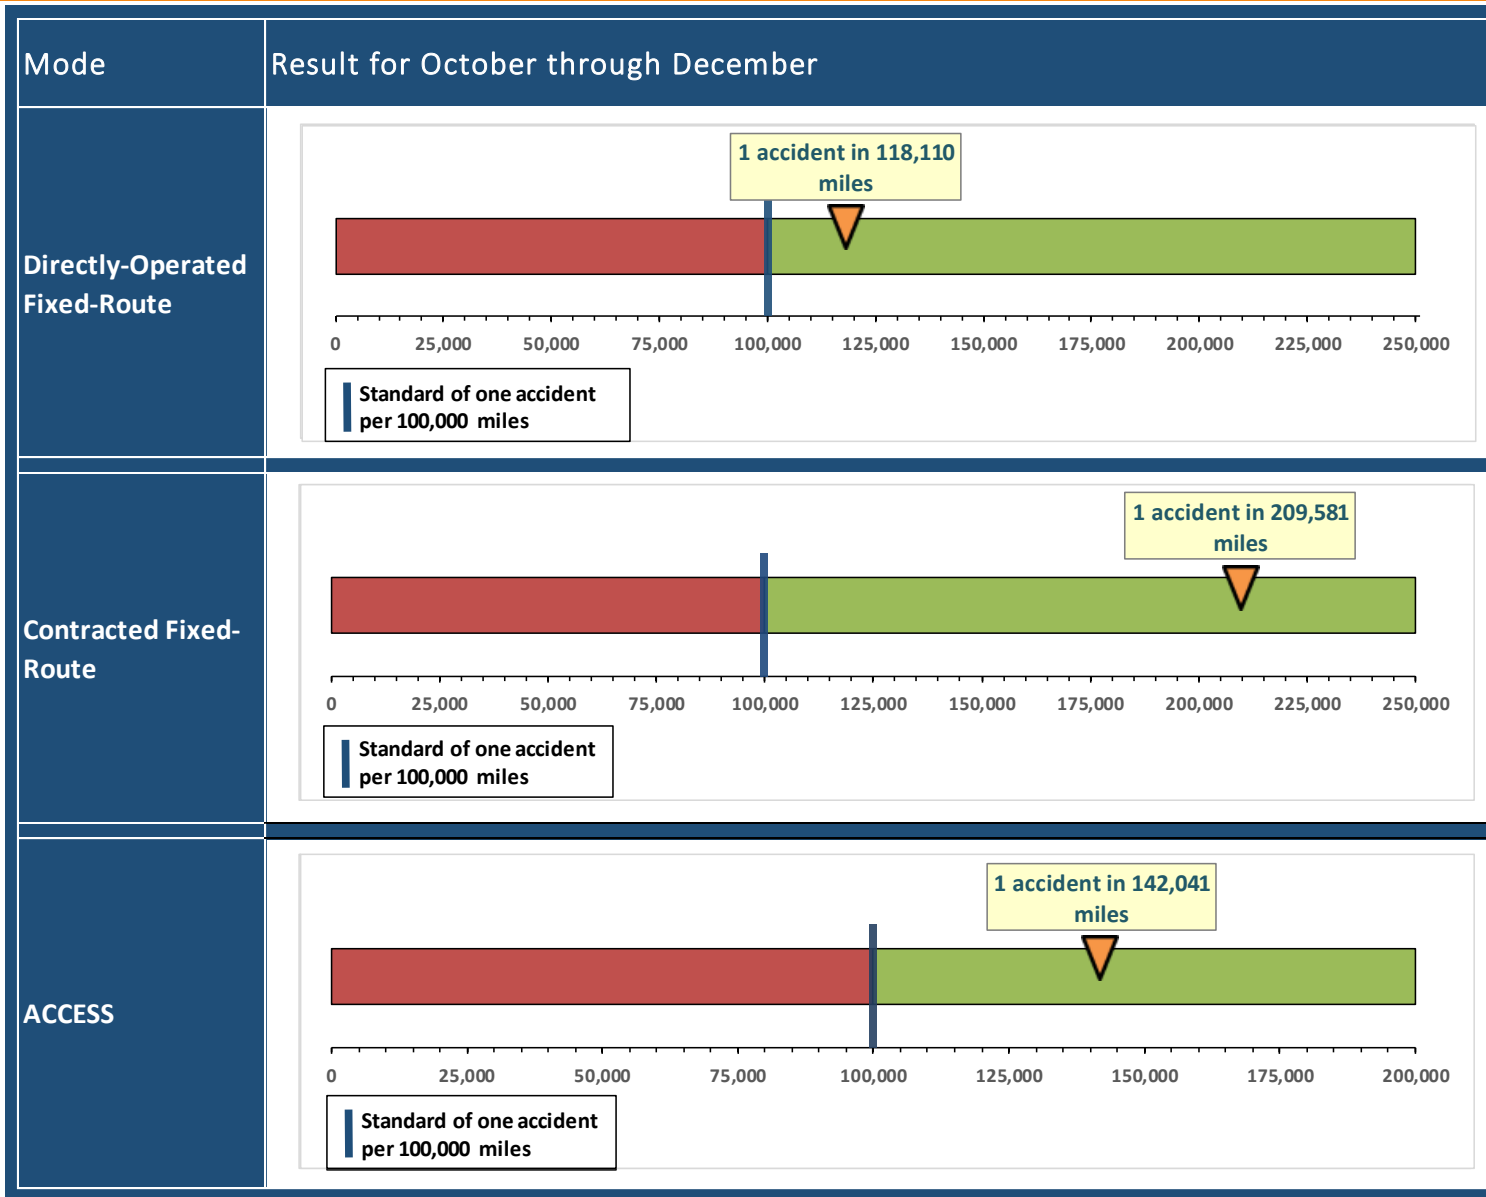 Mode
Result for October through December
Directly-Operated
Fixed-Route
1 accident in 118,110
miles
0 25,000 50,000 75,000 100,000 125,000 150,000 175,000 200,000 225,000 250,000
Standard of one accident
per 100,000 miles
Contracted Fixed-
Route
1 accident in 209,581
miles
0 25,000 50,000 75,000 100,000 125,000 150,000 175,000 200,000 225,000 250,000
Standard of one accident
per 100,000 miles
ACCESS
1 accident in 142,041
miles
0 25,000 50,000 75,000 100,000 125,000 150,000 175,000 200,000
Standard of one accident
per 100,000 miles